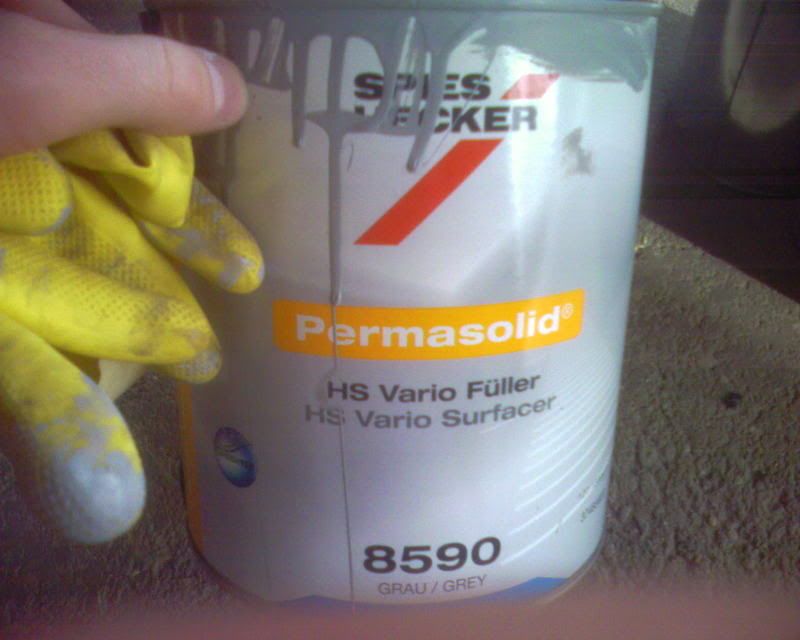 SPIES
HECKER
Permasolid®
HS Vario Füller
HS Vario Surfacer
8590
GRAU / GREY